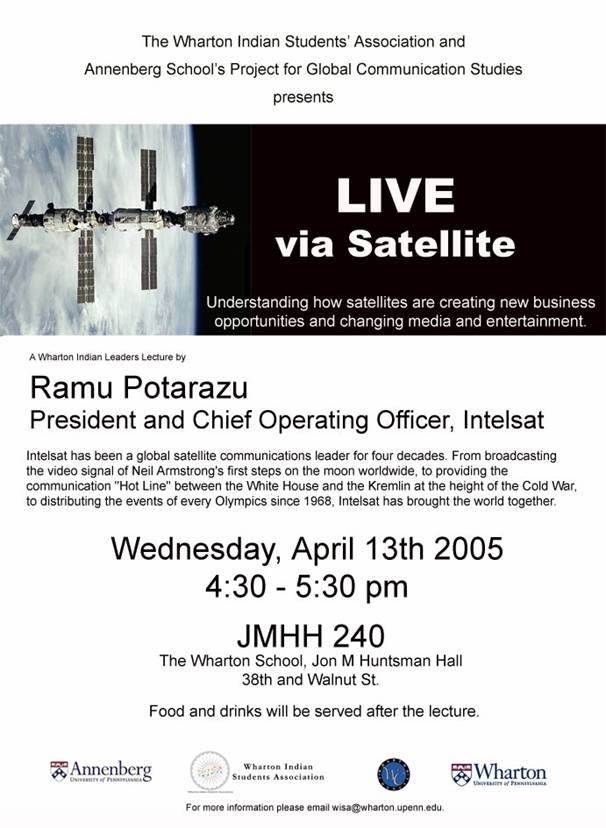 The Wharton Indian Students' Association and
Annenberg School's Project for Global Communication Studies
presents
LIVE
via Satellite
Understanding how satellites are creating new business
opportunities and changing media and entertainment.
A Wharton Indian Leaders Lecture by
Ramu Potarazu
President and Chief Operating Officer, Intelsat
Intelsat has been a global satellite communications leader for four decades. From broadcasting
the video signal of Neil Armstrong's first steps on the moon worldwide, to providing the
communication "Hot Line" between the White House and the Kremlin at the height of the Cold War,
to distributing the events of every Olympics since 1968, Intelsat has brought the world together.
Wednesday, April 13th 2005
4:30 - 5:30 pm
JMHH 240
The Wharton School, Jon M Huntsman Hall
38th and Walnut St.
Food and drinks will be served after the lecture.
Annenberg
UNIVERSITY of PENNSYLVANIA
Wharton Indian
Students Association
Wharton
UNIVERSITY of PENNSYLVANIA
For more information please email wisa@wharton.upenn.edu.